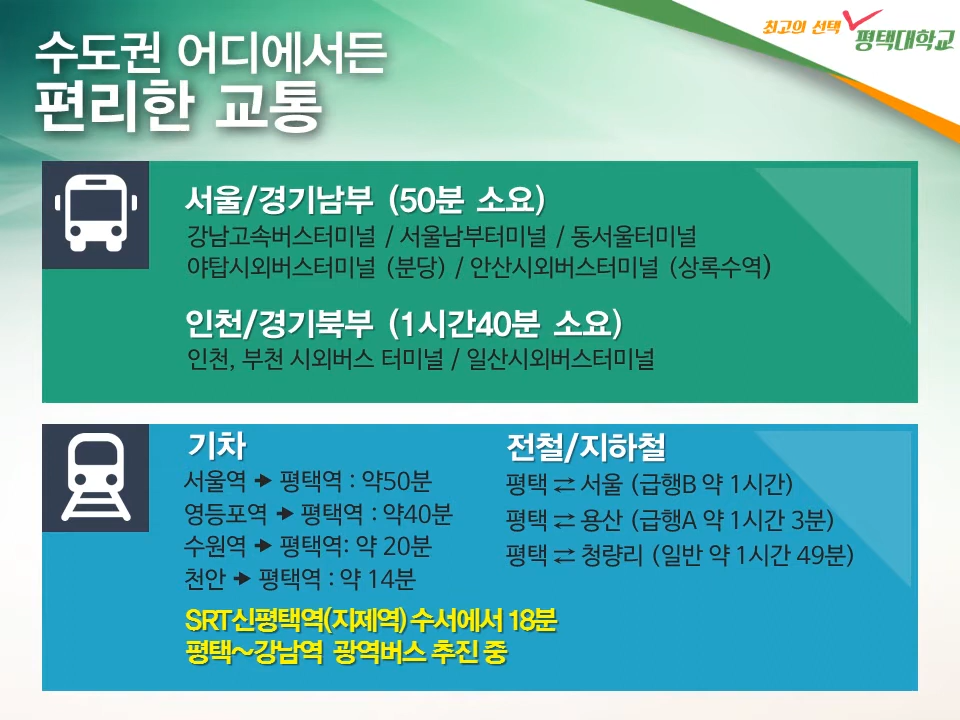 최고의 선택
평택대학교
수도권 어디에서든
편리한 교통
서울/경기남부 (50분 소요)
강남고속버스터미널 / 서울남부터미널 / 동서울터미널
야탑시외버스터미널 (분당) / 안산시외버스터미널 (상록수역)
인천/경기북부 (1시간40분 소요)
인천, 부천 시외버스 터미널 / 일산시외버스터미널
기차
서울역 → 평택역 : 약50분
영등포역 → 평택역 : 약40분
수원역 → 평택역: 약 20분
천안 → 평택역 : 약 14분
전철/지하철
평택 ⇄ 서울 (급행B 약 1시간)
평택 ⇄ 용산 (급행A 약 1시간 3분)
평택 ⇄ 청량리 (일반 약 1시간 49분)
SRT신평택역(지제역) 수서에서 18분
평택~강남역 광역버스 추진 중